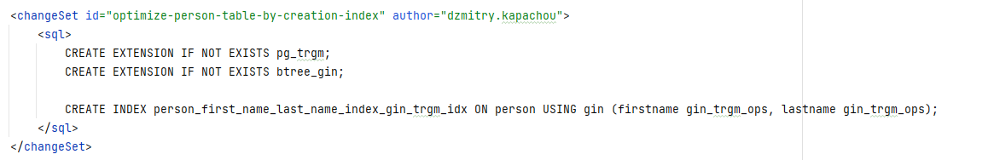 <changeSet id="optimize-person-table-by-creation-index" author="dzmitry.kapachou">
<sql>
CREATE EXTENSION IF NOT EXISTS pg_trgm;
CREATE EXTENSION IF NOT EXISTS btree_gin;
CREATE INDEX person_first_name_last_name_index_gin_trgm_idx ON person USING gin (firstname gin_trgm_ops, lastname gin_trgm_ops);
</sql>
</changeSet>